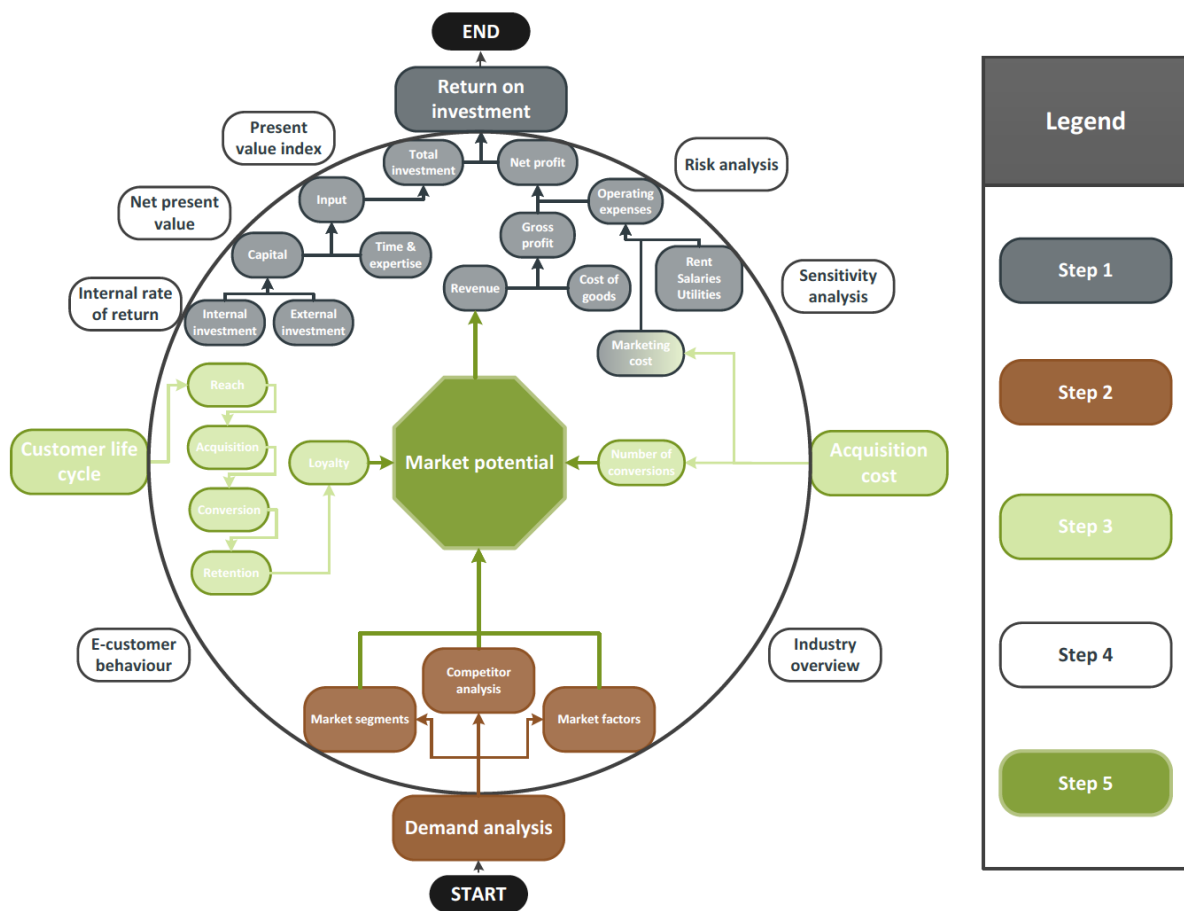 END
Return on
investment
Present
value index
Total
investment
Net profit
Risk analysis
Net present
value
Input
Operating
expenses
Gross
profit
Capital
Time &
expertise
Rent
Salaries
Utilities
Internal rate
of return
Revenue
Cost of
goods
Sensitivity
analysis
Internal
investment
External
investment
Marketing
cost
Reach
Customer life
cycle
Acquisition
Loyalty
Market potential
Number of
conversions
Acquisition
cost
Conversion
Retention
E-customer
behaviour
Industry
overview
Competitor
analysis
Market segments
Market factors
Demand analysis
START
Legend
Step 1
Step 2
Step 3
Step 4
Step 5